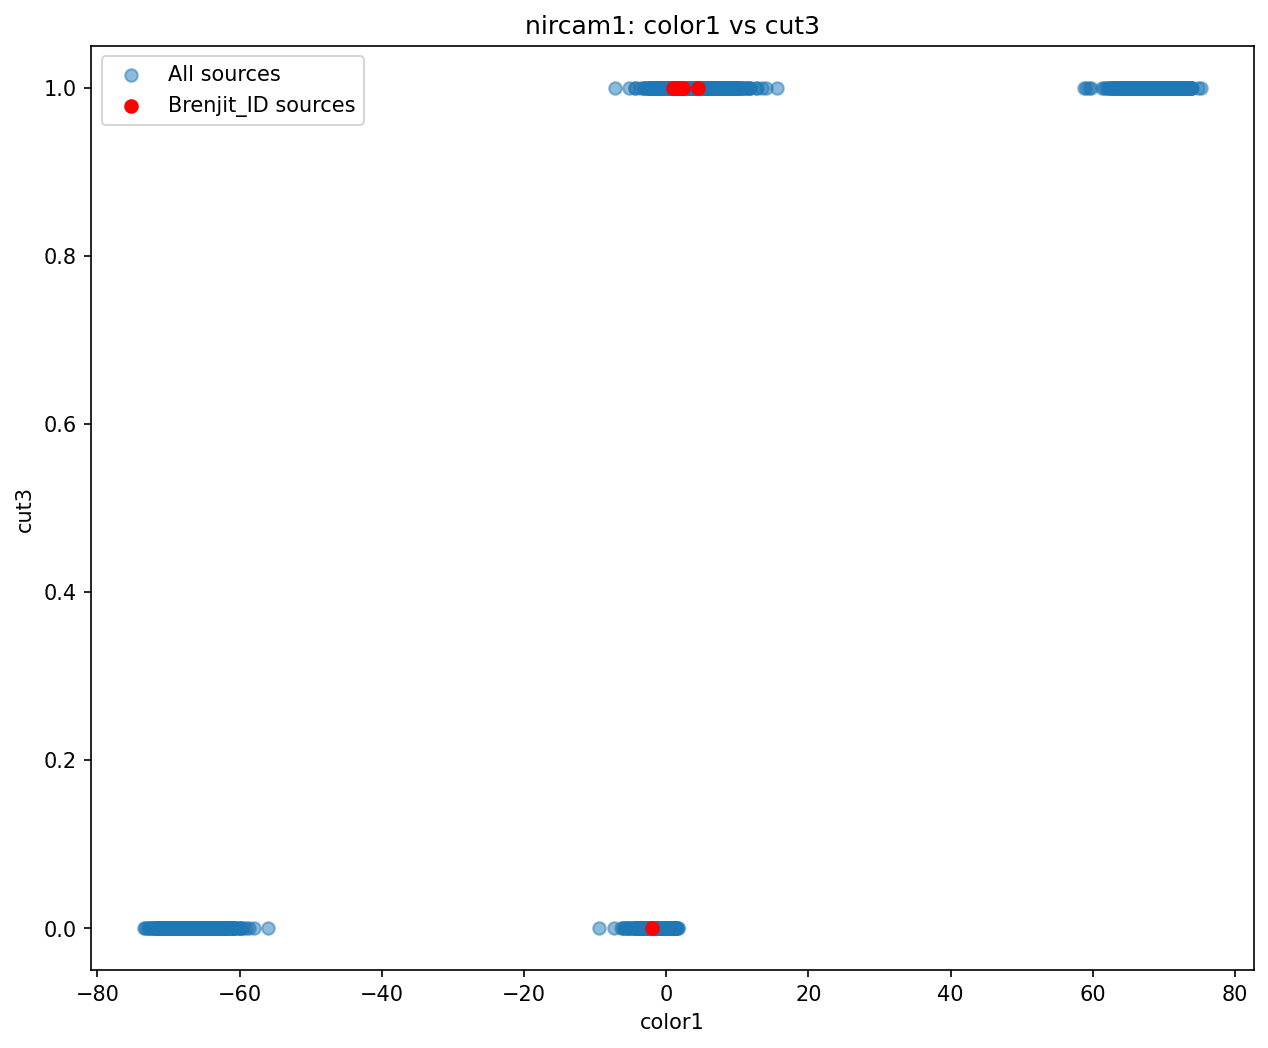 nircam1: color1 vs cut3
All sources
Brenjit_ID sources
1.0
0.8
0.6
0.4
0.2
0.0
cut3
−80 −60 −40 −20 0 20 40 60 80
color1